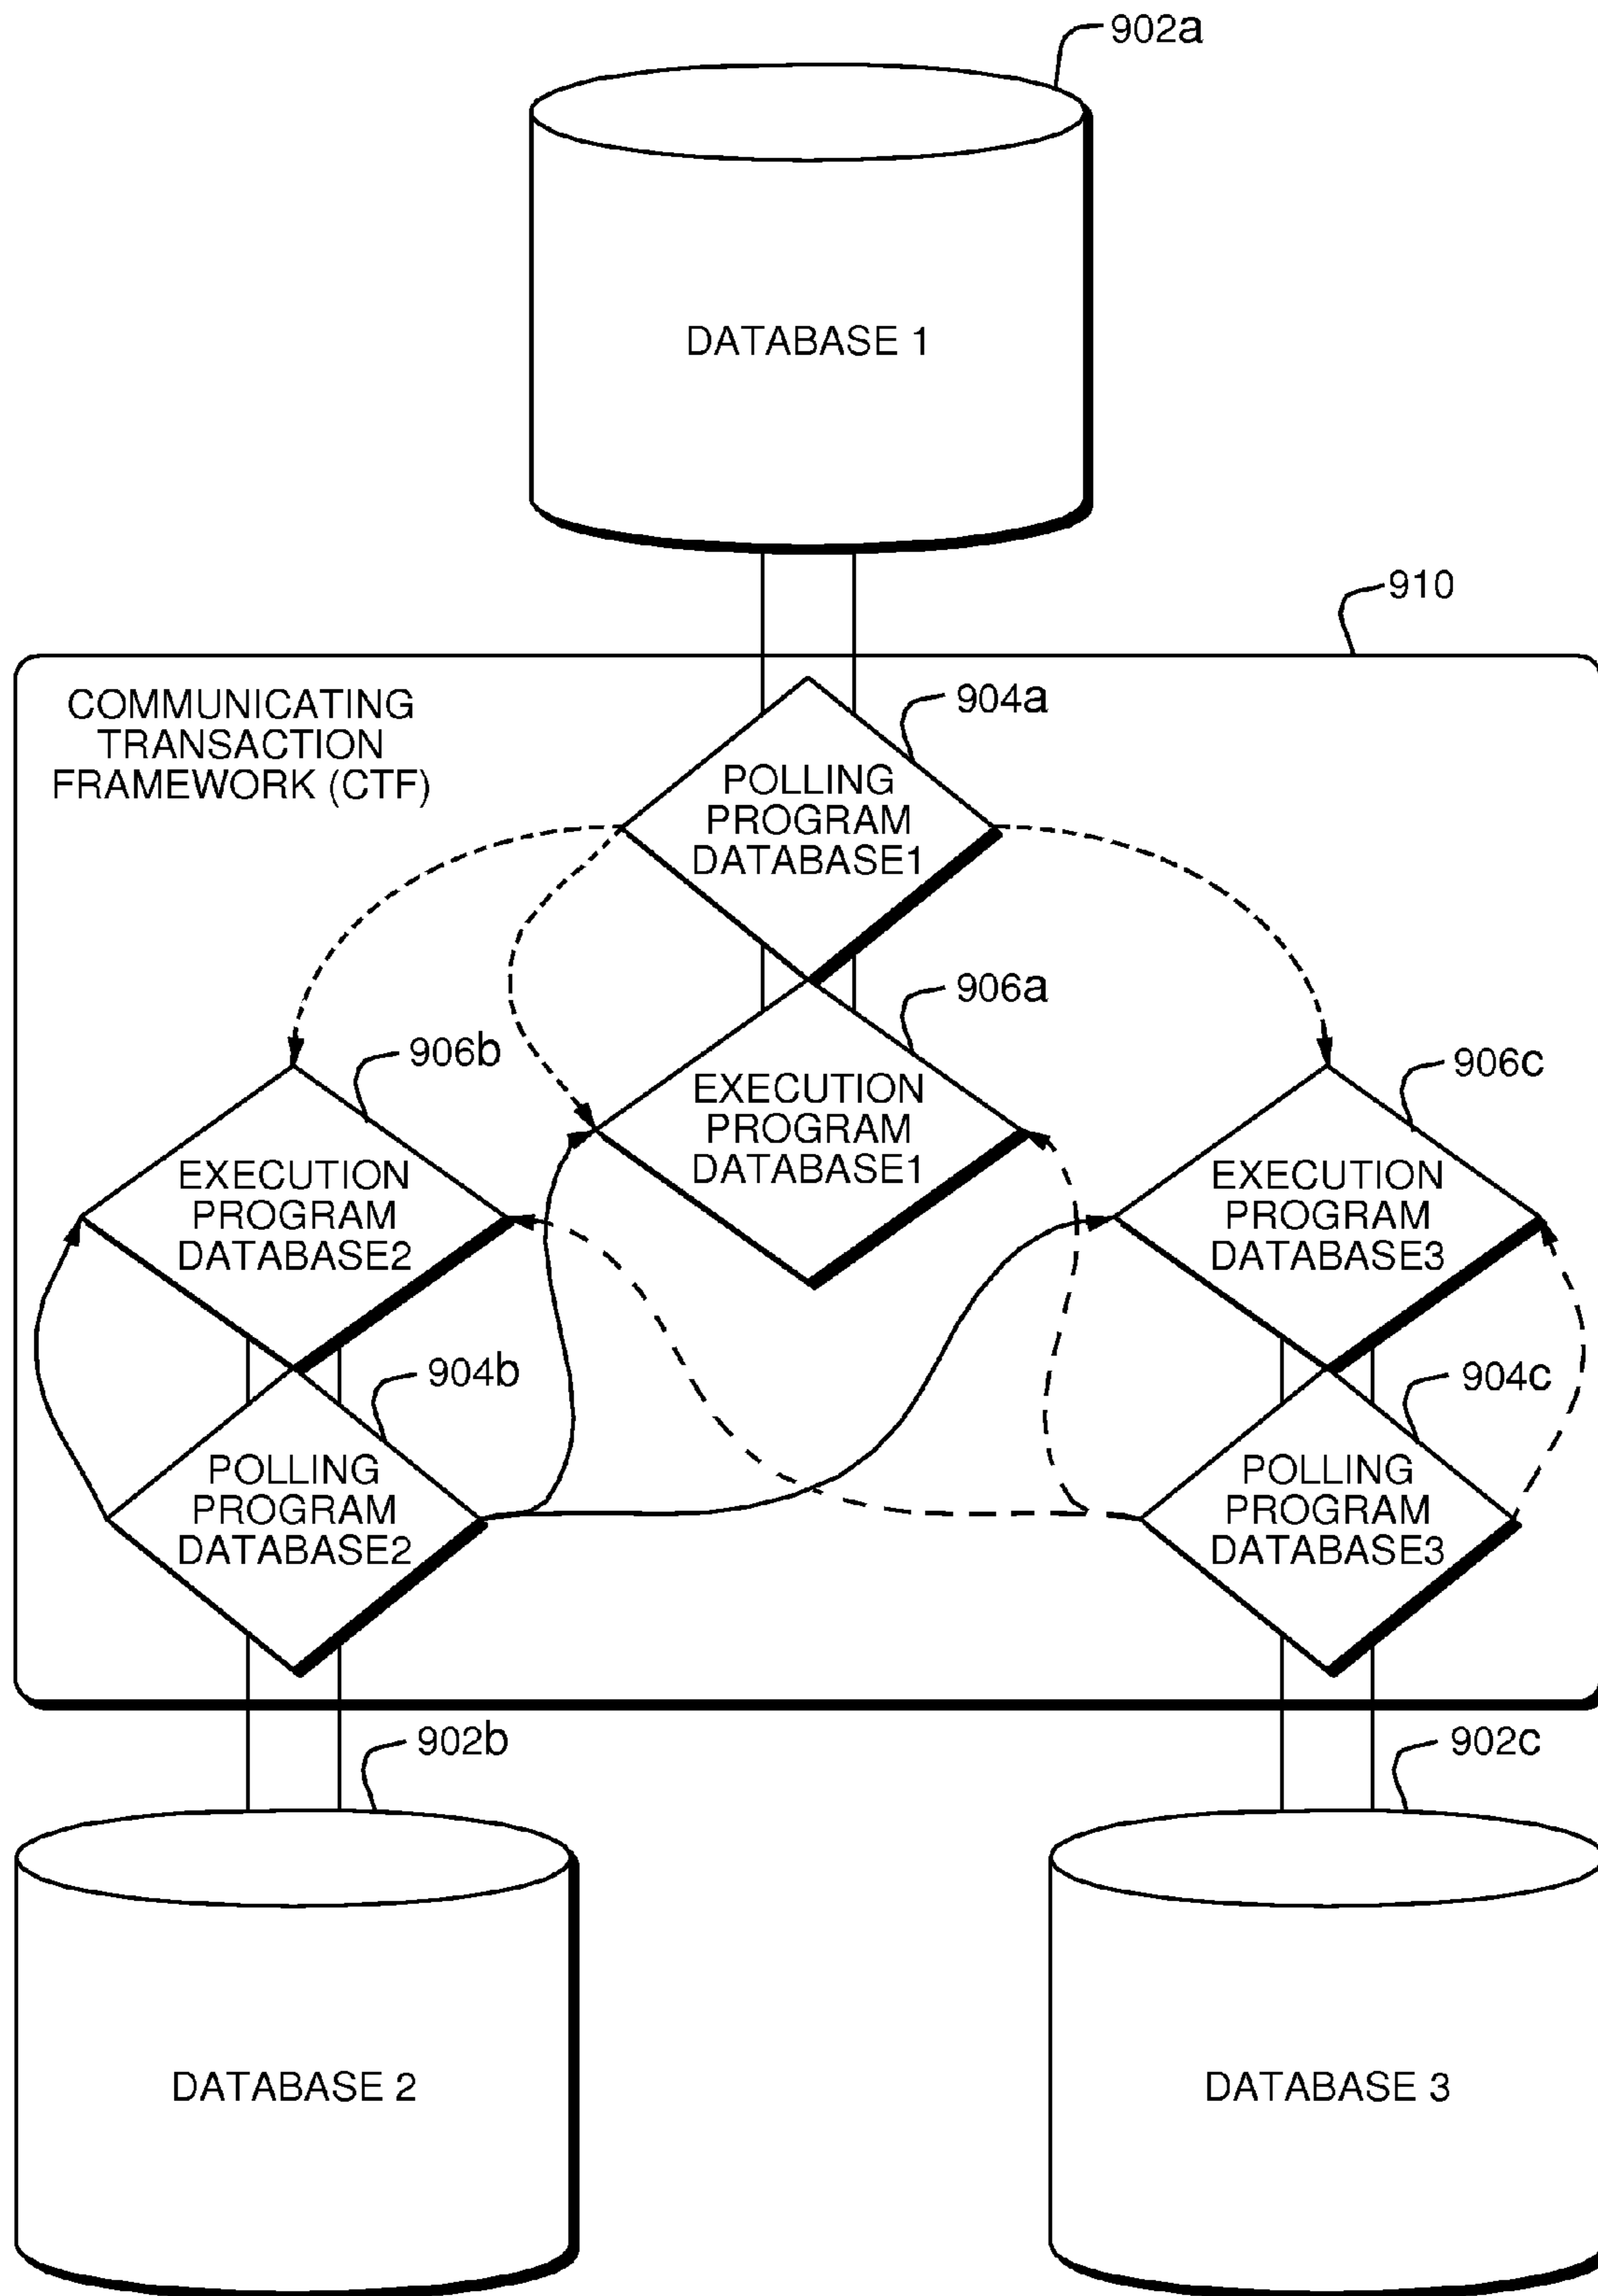 902a
DATABASE 1
910
COMMUNICATING
TRANSACTION
FRAMEWORK (CTF)
904a
POLLING
PROGRAM
DATABASE1
906a
EXECUTION
PROGRAM
DATABASE1
906b
EXECUTION
PROGRAM
DATABASE2
906c
EXECUTION
PROGRAM
DATABASE3
904b
POLLING
PROGRAM
DATABASE2
904c
POLLING
PROGRAM
DATABASE3
902b
DATABASE 2
902c
DATABASE 3